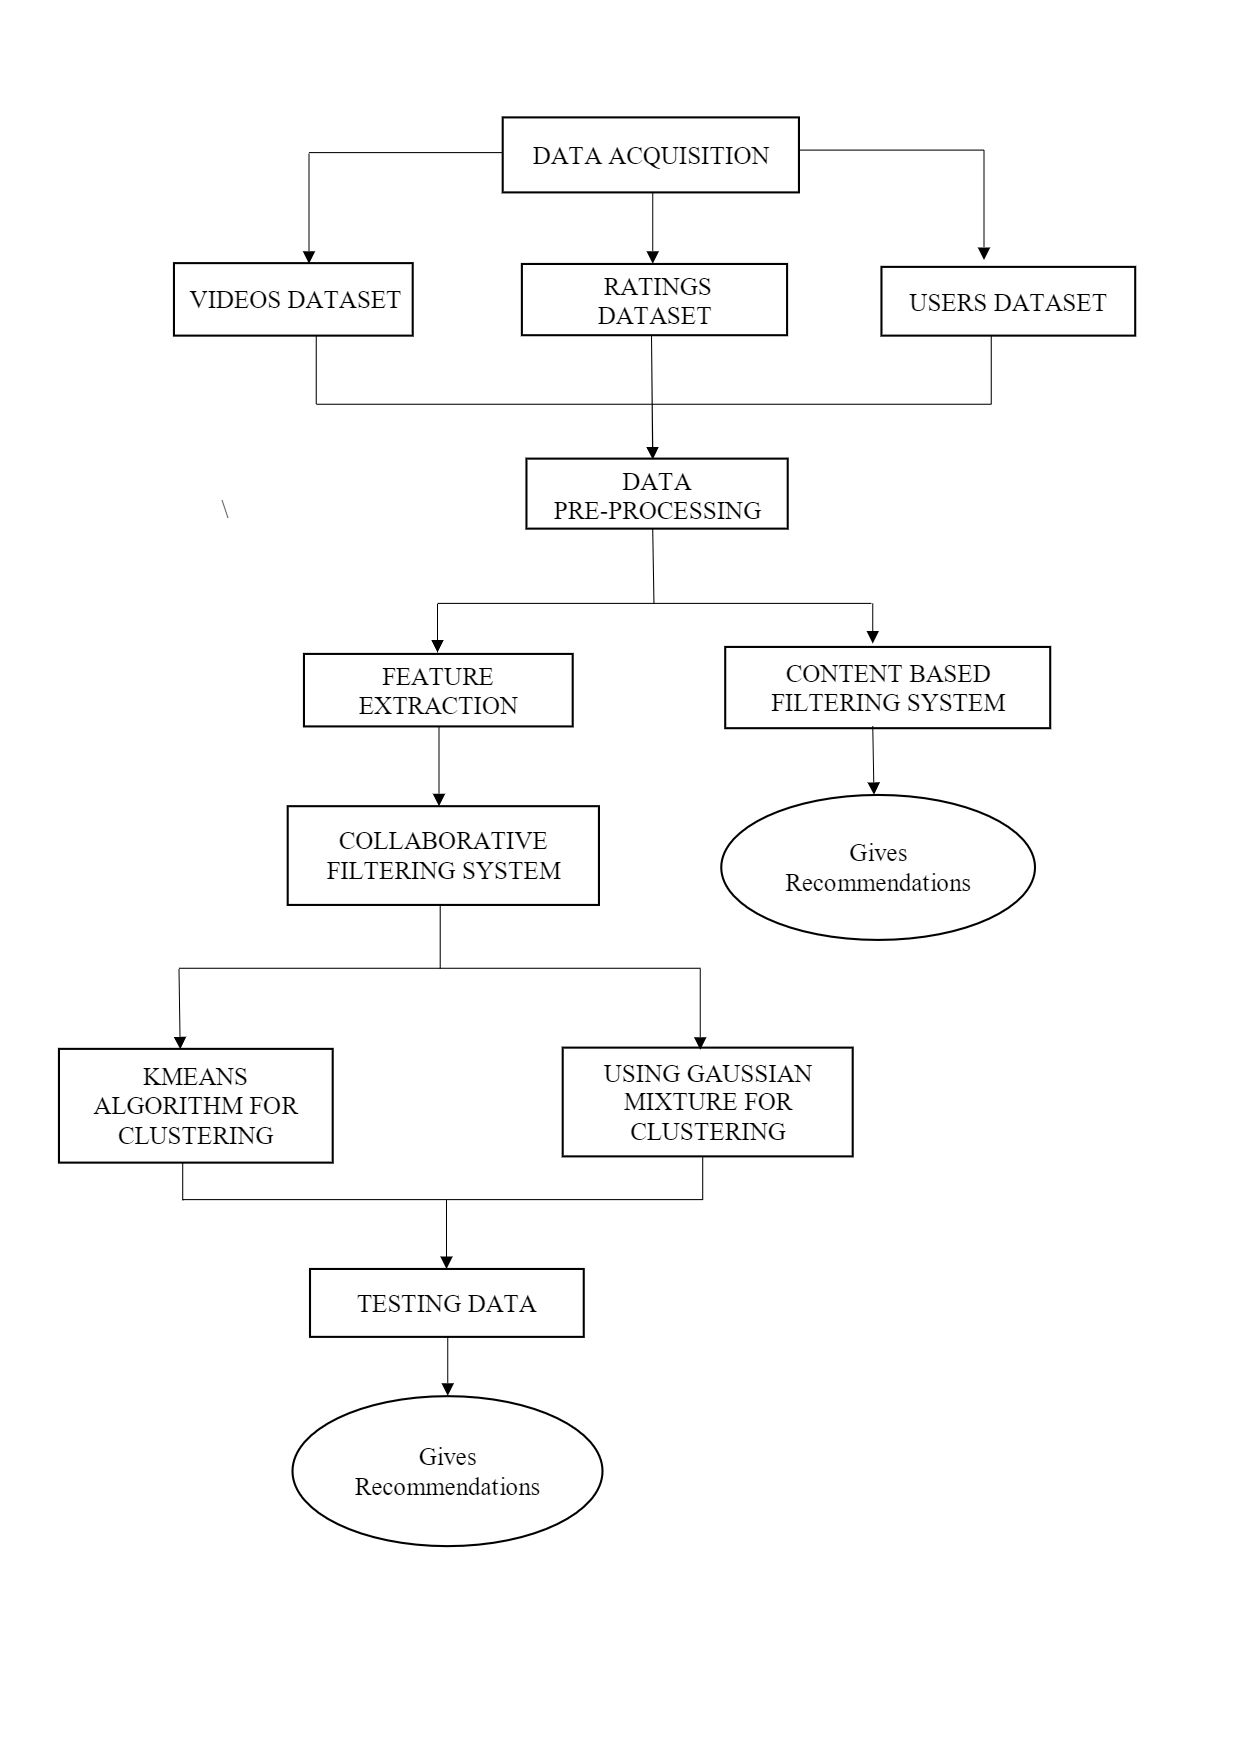 DATA ACQUISITION
VIDEOS DATASET
RATINGS
DATASET
USERS DATASET
DATA
PRE-PROCESSING
\
FEATURE
EXTRACTION
CONTENT BASED
FILTERING SYSTEM
COLLABORATIVE
FILTERING SYSTEM
Gives
Recommendations
KMEANS
ALGORITHM FOR
CLUSTERING
USING GAUSSIAN
MIXTURE FOR
CLUSTERING
TESTING DATA
Gives
Recommendations